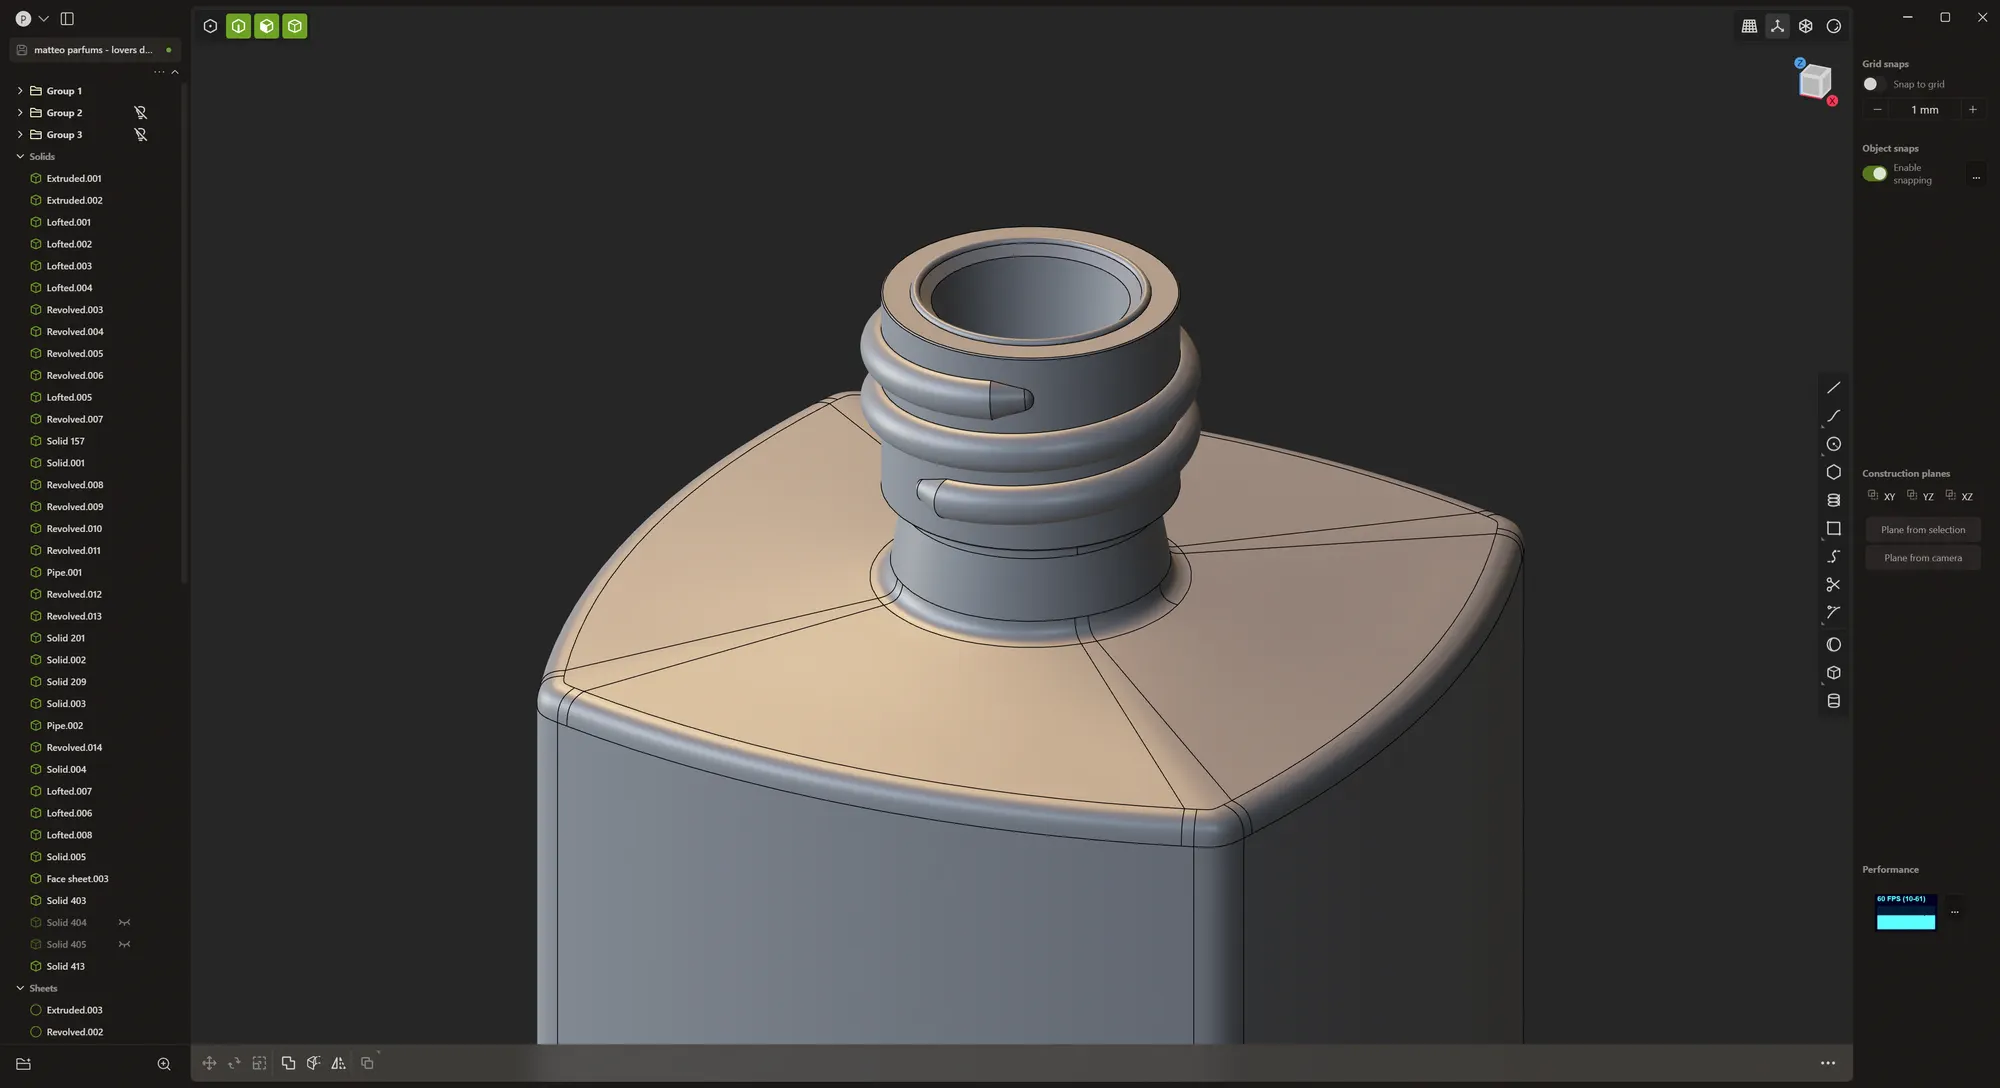 P
matteo parfums - lovers d...
Group 1
Group 2
Group 3
Solids
Extruded.001
Extruded.002
Lofted.001
Lofted.002
Lofted.003
Lofted.004
Revolved.003
Revolved.004
Revolved.005
Revolved.006
Lofted.005
Revolved.007
Solid 157
Solid.001
Revolved.008
Revolved.009
Revolved.010
Revolved.011
Pipe.001
Revolved.012
Revolved.013
Solid 201
Solid.002
Solid 209
Solid.003
Pipe.002
Revolved.014
Solid.004
Lofted.007
Lofted.006
Lofted.008
Solid.005
Face sheet.003
Solid 403
Solid 404
Solid 405
Solid 413
Sheets
Extruded.003
Revolved.002
Z
X
Grid snaps
Snap to grid
1 mm
Object snaps
Enable
snapping
...
Construction planes
XY YZ XZ
Plane from selection
Plane from camera
Performance
60 FPS (10-61)
...